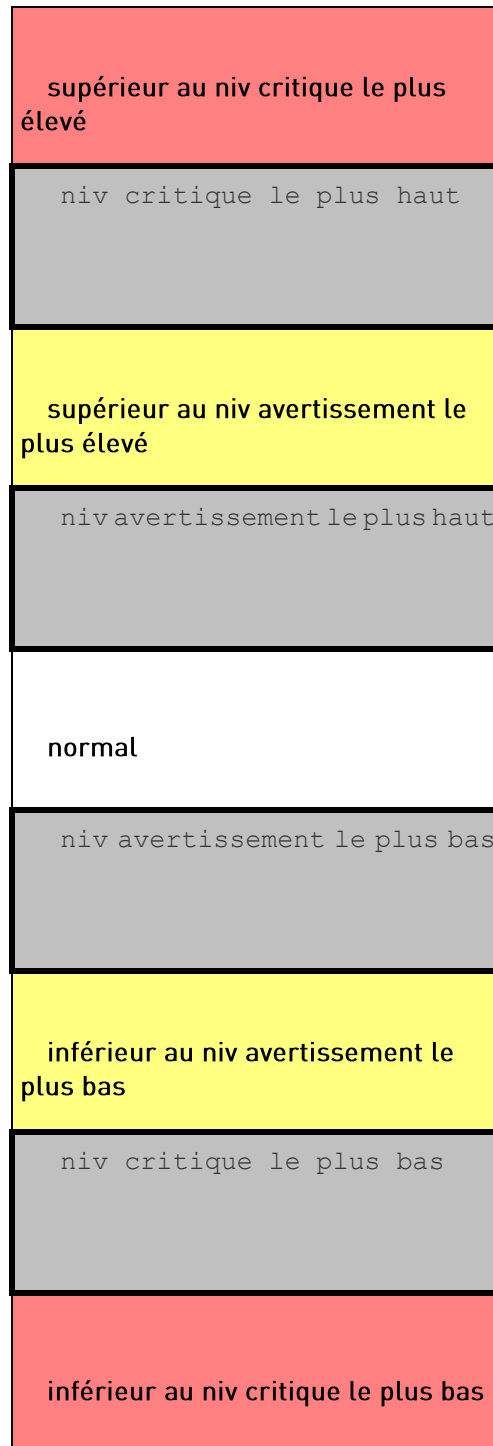 supérieur au niv critique le plus
élevé
niv critique le plus haut
supérieur au niv avertissement le
plus élevé
niv avertissement le plus haut
normal
niv avertissement le plus bas
inférieur au niv avertissement le
plus bas
niv critique le plus bas
inférieur au niv critique le plus bas